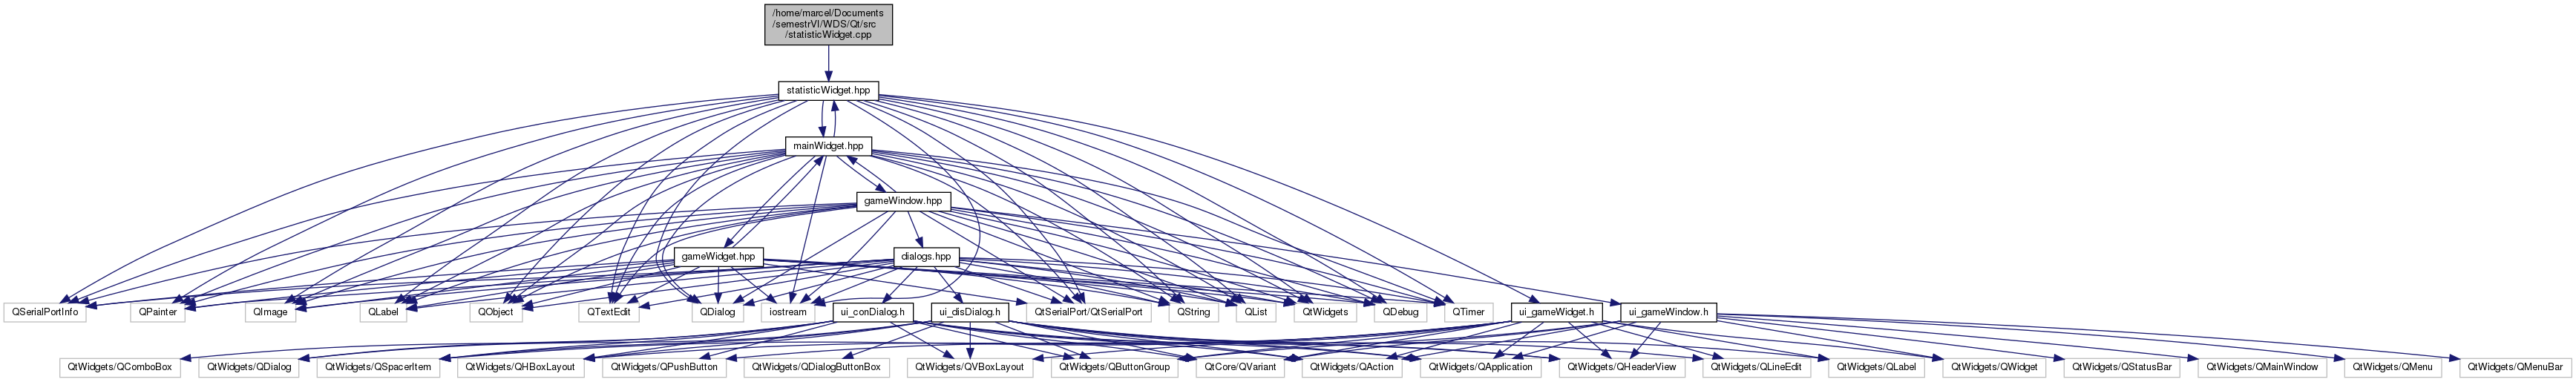 /home/marcel/Documents
/semestrVI/WDS/Qt/src
/statisticWidget.cpp
statisticWidget.hpp
mainWidget.hpp
gameWindow.hpp
gameWidget.hpp
dialogs.hpp
QSerialPortInfo
QPainter
QImage
QLabel
QObject
QTextEdit
QDialog
iostream
ui_conDialog.h
ui_disDialog.h
QtSerialPort/QtSerialPort
QString
QList
QtWidgets
QDebug
QTimer
ui_gameWidget.h
ui_gameWindow.h
QtWidgets/QComboBox
QtWidgets/QDialog
QtWidgets/QSpacerItem
QtWidgets/QHBoxLayout
QtWidgets/QPushButton
QtWidgets/QDialogButtonBox
QtWidgets/QVBoxLayout
QtWidgets/QButtonGroup
QtCore/QVariant
QtWidgets/QAction
QtWidgets/QApplication
QtWidgets/QHeaderView
QtWidgets/QLineEdit
QtWidgets/QLabel
QtWidgets/QWidget
QtWidgets/QStatusBar
QtWidgets/QMainWindow
QtWidgets/QMenu
QtWidgets/QMenuBar